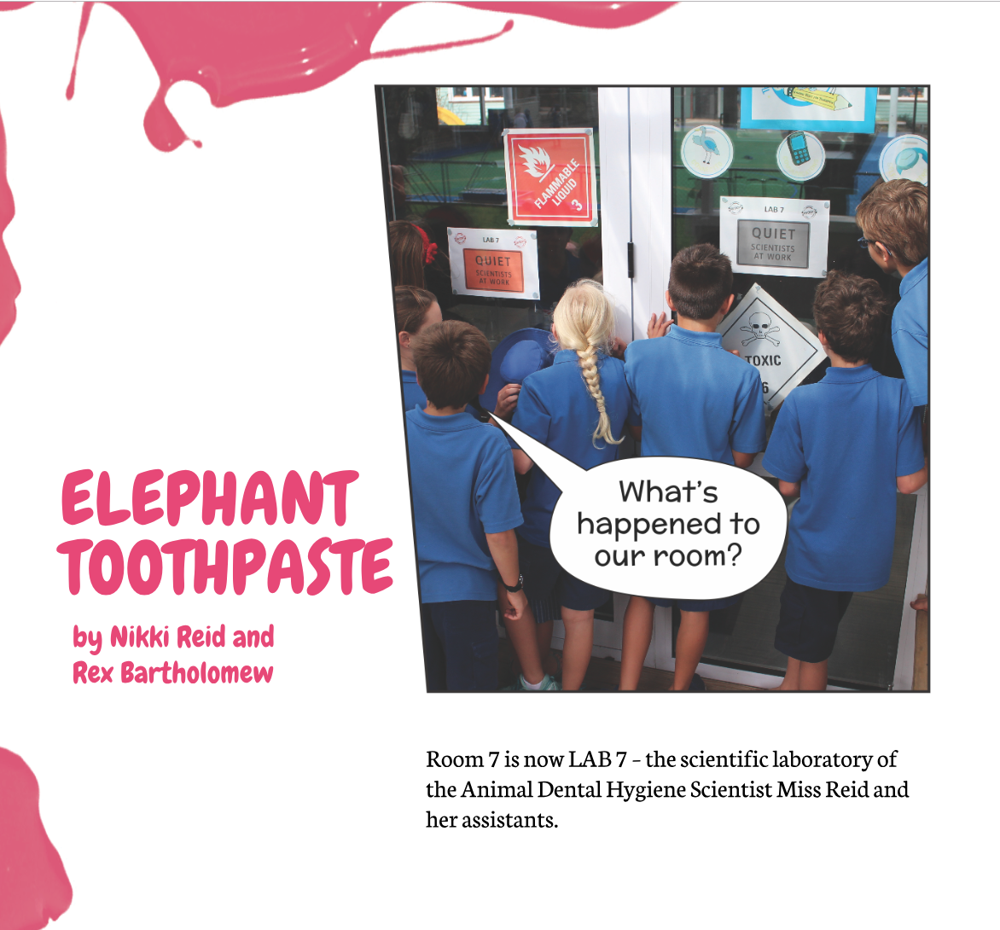 FLAMMABLE
LIQUID
3
LAB 7
QUIET
SCIENTISTS
AT WORK
LAB 7
QUIET
SCIENTISTS
AT WORK
TOXIC
6
What's
happened to
our room?
ELEPHANT
TOOTHPASTE
by Nikki Reid and
Rex Bartholomew
Room 7 is now LAB 7 – the scientific laboratory of
the Animal Dental Hygiene Scientist Miss Reid and
her assistants.